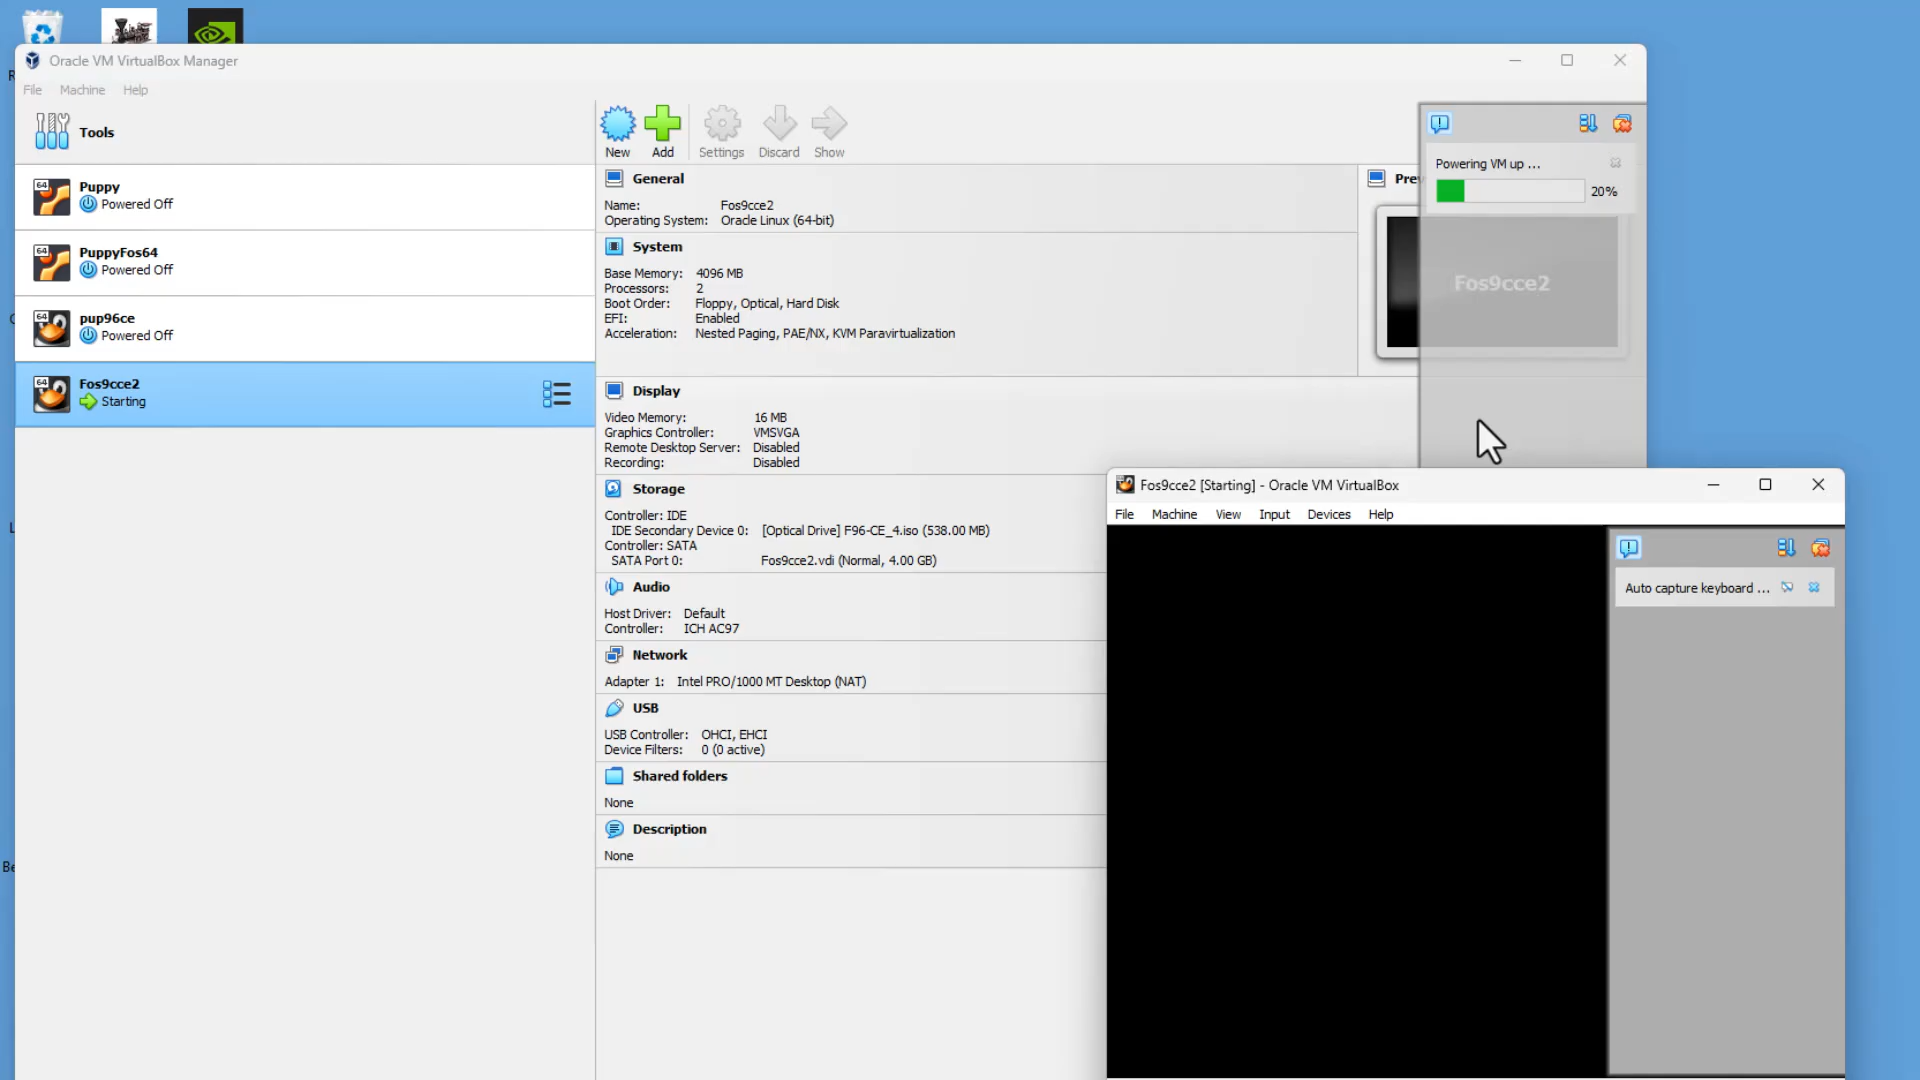 R
C
L
Be
Oracle VM VirtualBox Manager
File Machine Help
Tools
64
Puppy
Powered Off
64
PuppyFos64
Powered Off
64
pup96ce
Powered Off
64
Fos9cce2
Starting
New Add Settings Discard Show
General
Name: Fos9cce2
Operating System: Oracle Linux (64-bit)
System
Base Memory: 4096 MB
Processors: 2
Boot Order: Floppy, Optical, Hard Disk
EFI: Enabled
Acceleration: Nested Paging, PAE/NX, KVM Paravirtualization
Display
Video Memory: 16 MB
Graphics Controller: VMSVGA
Remote Desktop Server: Disabled
Recording: Disabled
Storage
Controller: IDE
IDE Secondary Device 0: [Optical Drive] F96-CE_4.iso (538.00 MB)
Controller: SATA
SATA Port 0: Fos9cce2.vdi (Normal, 4.00 GB)
Audio
Host Driver: Default
Controller: ICH AC97
Network
Adapter 1: Intel PRO/1000 MT Desktop (NAT)
USB
USB Controller: OHCI, EHCI
Device Filters: 0 (0 active)
Shared folders
None
Description
None
Prev
Powering VM up ...
20%
Fos9cce2
Fos9cce2 [Starting] - Oracle VM VirtualBox
File Machine View Input Devices Help
Auto capture keyboard ...